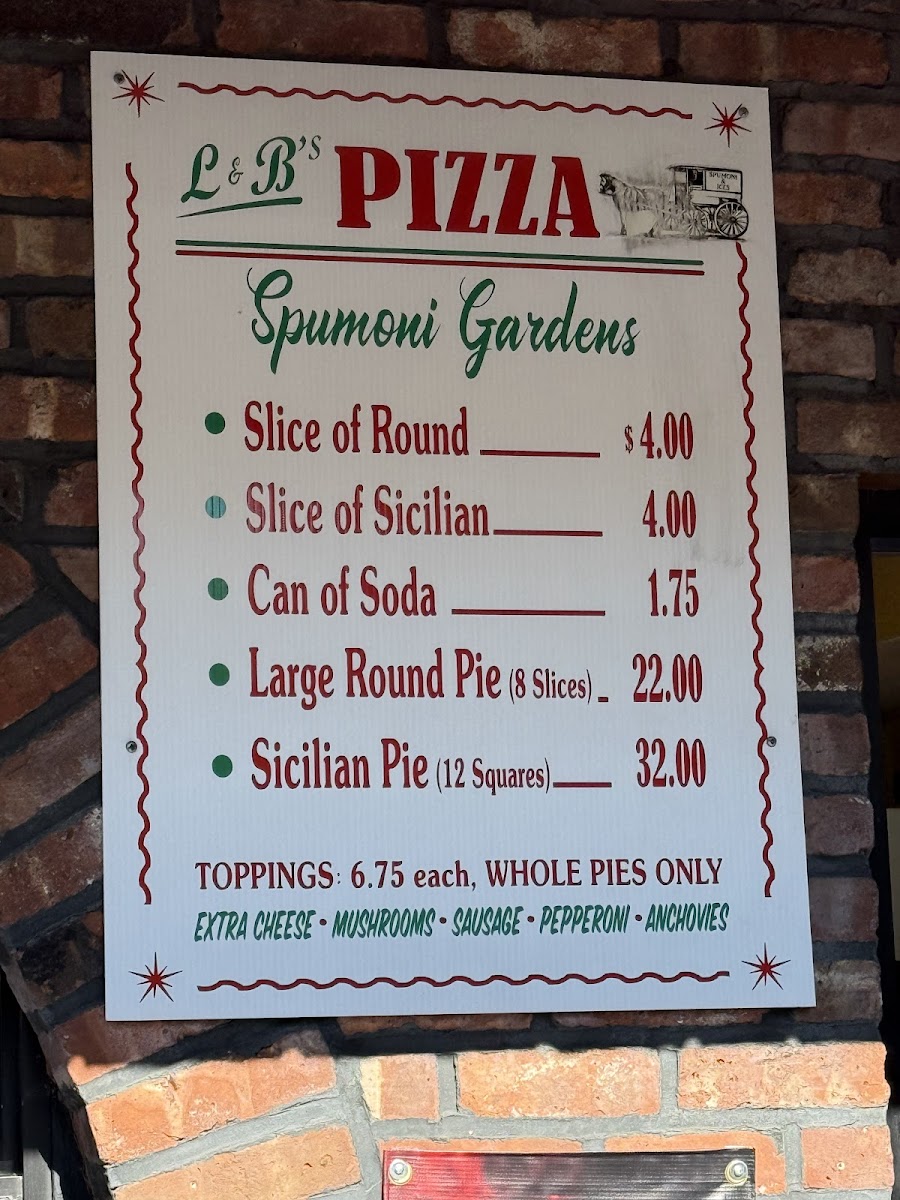 L & B's PIZZA
SPUMONI
&
ICES
Spumoni Gardens
• Slice of Round $4.00
• Slice of Sicilian 4.00
• Can of Soda 1.75
• Large Round Pie (8 Slices) 22.00
• Sicilian Pie (12 Squares) 32.00
TOPPINGS: 6.75 each, WHOLE PIES ONLY
EXTRA CHEESE • MUSHROOMS • SAUSAGE • PEPPERONI • ANCHOVIES